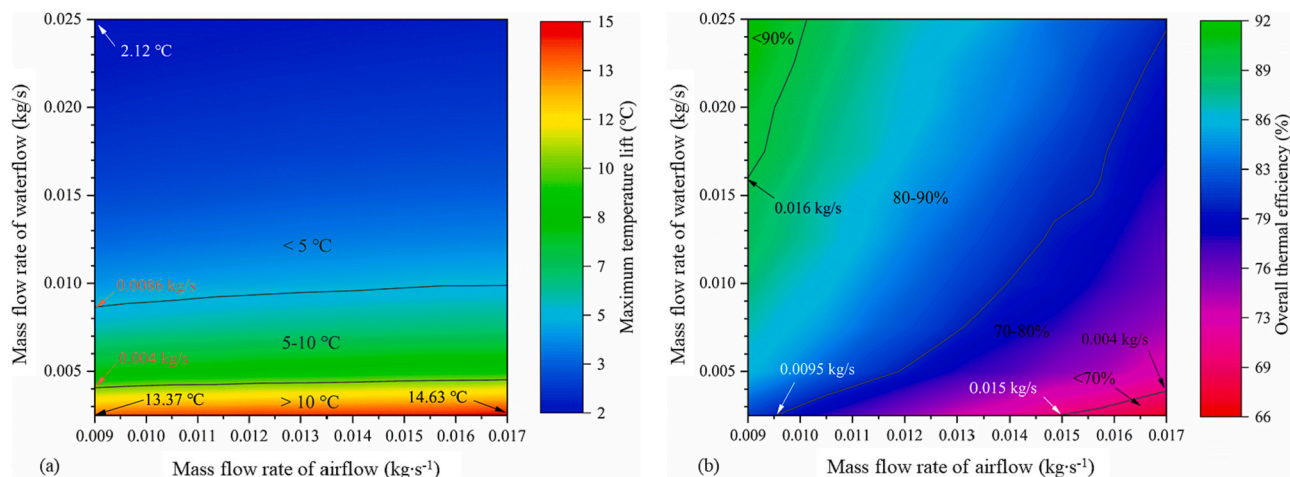 Mass flow rate of waterflow (kg/s)
0.025
0.020
0.015
0.010
0.005
2.12 °C
< 5 °C
0.0086 kg/s
5-10 °C
0.004 kg/s
13.37 °C
> 10 °C
14.63 °C
0.009 0.010 0.011 0.012 0.013 0.014 0.015 0.016 0.017
(a)
Mass flow rate of airflow (kg·s⁻¹)
15
13
12
10
8
7
5
3
2
Maximum temperature lift (°C)
Mass flow rate of waterflow (kg/s)
0.025
0.020
0.015
0.010
0.005
<90%
0.016 kg/s
80-90%
70-80%
0.004 kg/s
0.0095 kg/s
0.015 kg/s
<70%
0.009 0.010 0.011 0.012 0.013 0.014 0.015 0.016 0.017
(b)
Mass flow rate of airflow (kg·s⁻¹)
92
89
86
83
79
76
73
69
66
Overall thermal efficiency (%)